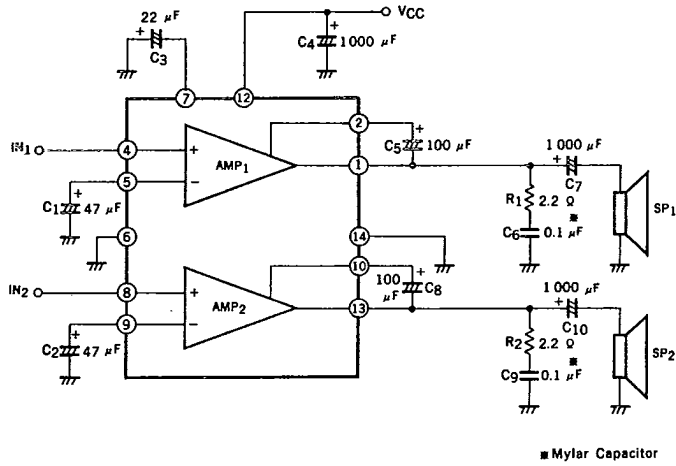 22 μF
+
C3
+
C4
1000 μF
VCC
7
12
2
+
C5
100 μF
IN1
4
+
AMP1
1
1000 μF
+
C7
5
−
+
C1
47 μF
R1
2.2 Ω
C6
※
0.1 μF
SP1
6
14
10
+
100 μF
C8
IN2
8
+
AMP2
13
1000 μF
+
C10
9
−
+
C2
47 μF
R2
2.2 Ω
C9
※
0.1 μF
SP2
※ Mylar Capacitor